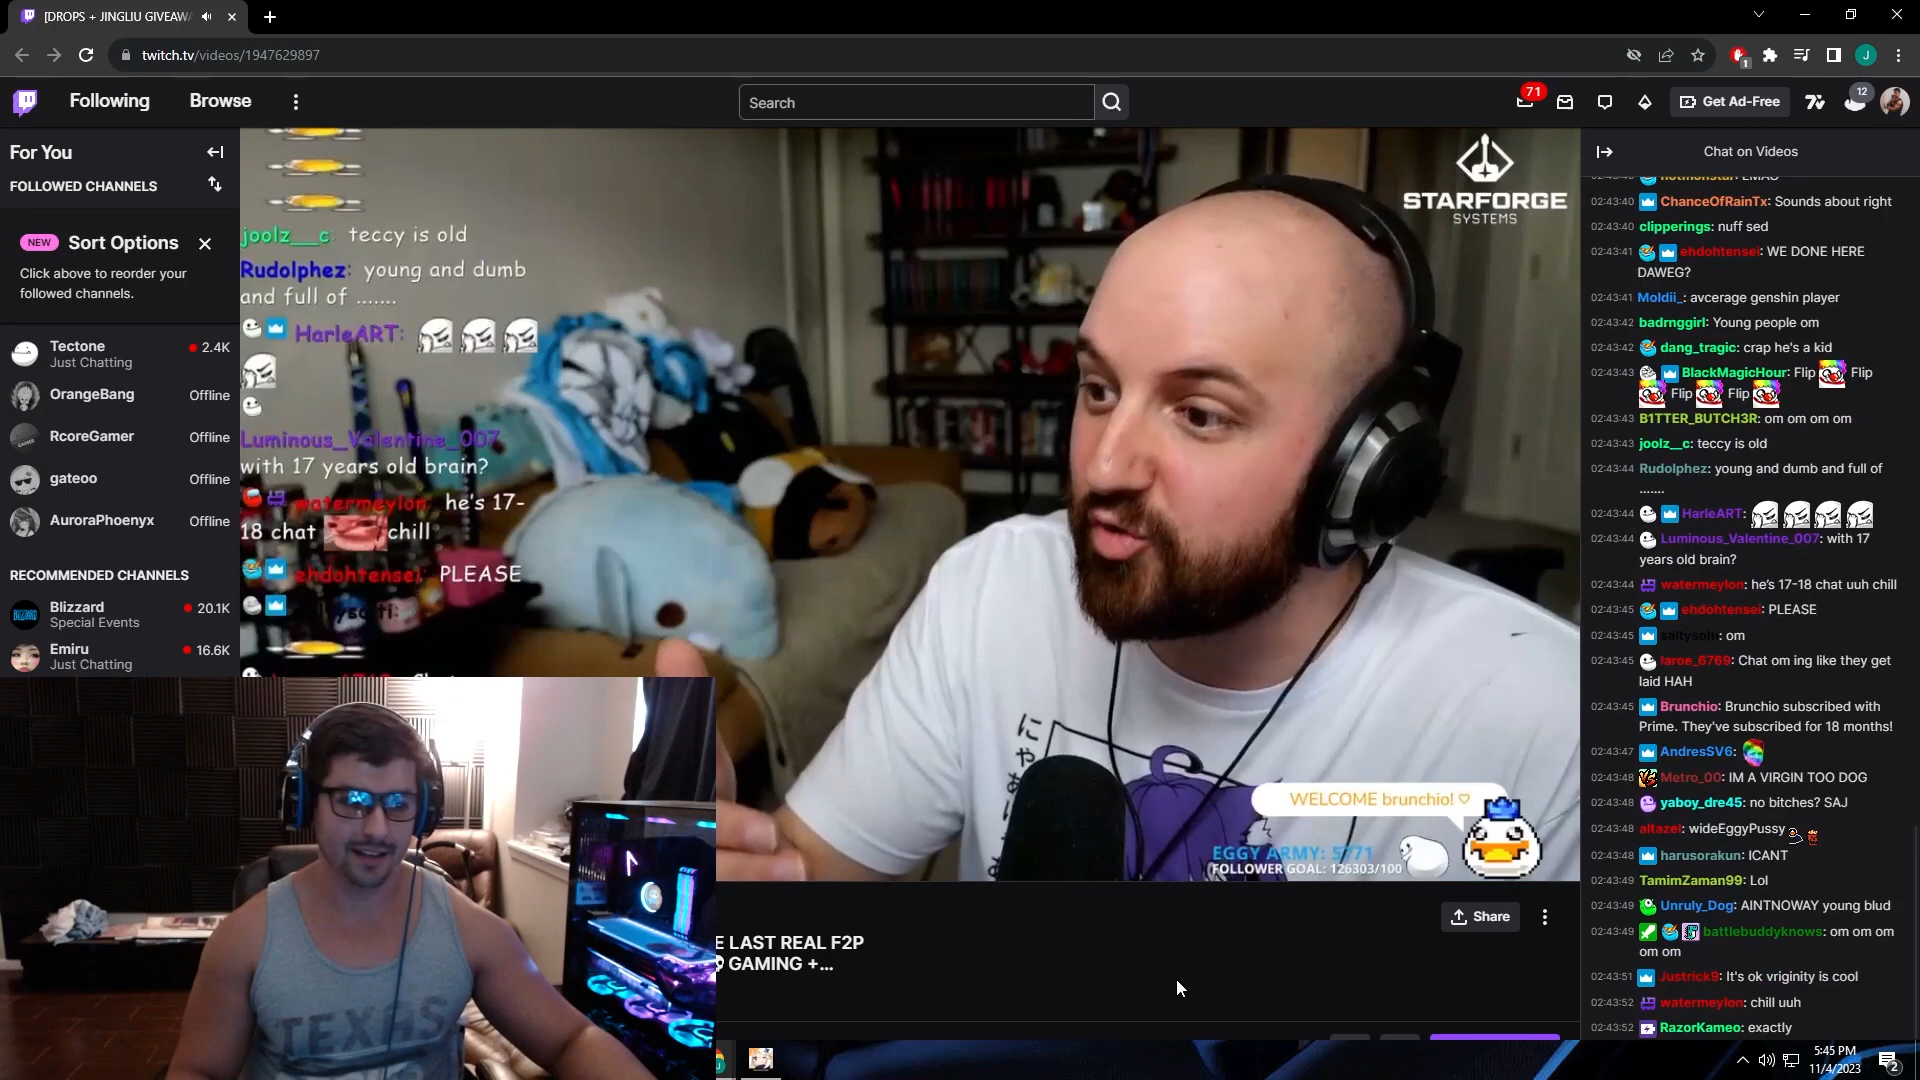 [DROPS + JINGLIU GIVEAWA
twitch.tv/videos/1947629897
1
J
Following
Browse
Search
71
Get Ad-Free
12
For You
FOLLOWED CHANNELS
NEW
Sort Options
Click above to reorder your
followed channels.
Tectone
2.4K
Just Chatting
OrangeBang
Offline
RcoreGamer
Offline
gateoo
Offline
AuroraPhoenyx
Offline
RECOMMENDED CHANNELS
Blizzard
20.1K
Special Events
Emiru
16.6K
Just Chatting
joolz__c: teccy is old
Rudolphez: young and dumb
and full of .......
HarleART:
Luminous_Valentine_007
with 17 years old brain?
watermeylon: he's 17-
18 chat chill
ehdohtensei: PLEASE
STARFORGE
SYSTEMS
にゃ
WELCOME brunchio! ♡
EGGY ARMY: 5771
FOLLOWER GOAL: 126303/100
TEXAS
E LAST REAL F2P
GAMING +...
Share
Chat on Videos
02:43:40 ChanceOfRainTx: Sounds about right
02:43:40 clipperings: nuff sed
02:43:41 ehdohtensei: WE DONE HERE
DAWEG?
02:43:41 Moldii_: avcerage genshin player
02:43:42 badrnggirl: Young people om
02:43:42 dang_tragic: crap he's a kid
02:43:43 BlackMagicHour: Flip Flip
Flip Flip
02:43:43 B1TTER_BUTCH3R: om om om om
02:43:43 joolz__c: teccy is old
02:43:44 Rudolphez: young and dumb and full of
.......
02:43:44 HarleART:
02:43:44 Luminous_Valentine_007: with 17
years old brain?
02:43:44 watermeylon: he's 17-18 chat uuh chill
02:43:45 ehdohtensei: PLEASE
02:43:45 saltysolti: om
02:43:45 laroe_6769: Chat om ing like they get
laid HAH
02:43:45 Brunchio: Brunchio subscribed with
Prime. They've subscribed for 18 months!
02:43:47 AndresSV6:
02:43:48 Metro_00: IM A VIRGIN TOO DOG
02:43:48 yaboy_dre45: no bitches? SAJ
02:43:48 altazel: wideEggyPussy
02:43:48 harusorakun: ICANT
02:43:49 TamimZaman99: Lol
02:43:49 Unruly_Dog: AINTNOWAY young blud
02:43:49 battlebuddyknows: om om om
om om
02:43:51 Justrick9: It's ok vriginity is cool
02:43:52 watermeylon: chill uuh
02:43:52 RazorKameo: exactly
5:45 PM
11/4/2023
2